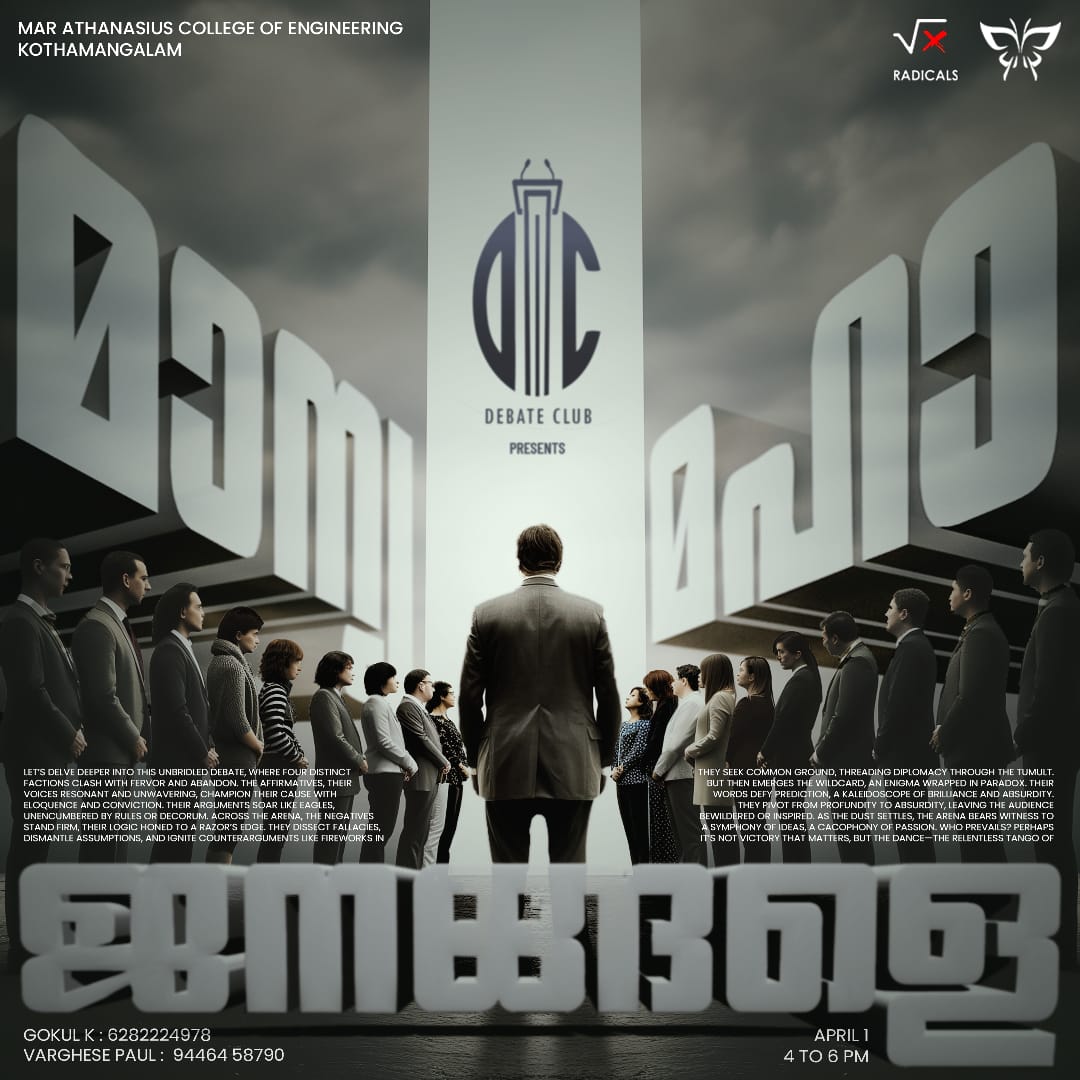 MAR ATHANASIUS COLLEGE OF ENGINEERING
KOTHAMANGALAM
RADICALS
DEBATE CLUB
PRESENTS
മാന്യ മഹാ
LET'S DELVE DEEPER INTO THIS UNBRIDLED DEBATE, WHERE FOUR DISTINCT
FACTIONS CLASH WITH FERVOR AND ABANDON. THE AFFIRMATIVES, THEIR
VOICES RESONANT AND UNWAVERING, CHAMPION THEIR CAUSE WITH
ELOQUENCE AND CONVICTION. THEIR ARGUMENTS SOAR LIKE EAGLES,
UNENCUMBERED BY RULES OR DECORUM. ACROSS THE ARENA, THE NEGATIVES
STAND FIRM, THEIR LOGIC HONED TO A RAZOR'S EDGE. THEY DISSECT FALLACIES,
DISMANTLE ASSUMPTIONS, AND IGNITE COUNTERARGUMENTS LIKE FIREWORKS IN
THEY SEEK COMMON GROUND, THREADING DIPLOMACY THROUGH THE TUMULT.
BUT THEN EMERGES THE WILDCARD, AN ENIGMA WRAPPED IN PARADOX. THEIR
WORDS DEFY PREDICTION, A KALEIDOSCOPE OF BRILLIANCE AND ABSURDITY.
THEY PIVOT FROM PROFUNDITY TO ABSURDITY, LEAVING THE AUDIENCE
BEWILDERED OR INSPIRED. AS THE DUST SETTLES, THE ARENA BEARS WITNESS TO
A SYMPHONY OF IDEAS, A CACOPHONY OF PASSION. WHO PREVAILS? PERHAPS
IT'S NOT VICTORY THAT MATTERS, BUT THE DANCE—THE RELENTLESS TANGO OF
ജനങ്ങളെ
GOKUL K : 6282224978
VARGHESE PAUL : 94464 58790
APRIL 1
4 TO 6 PM